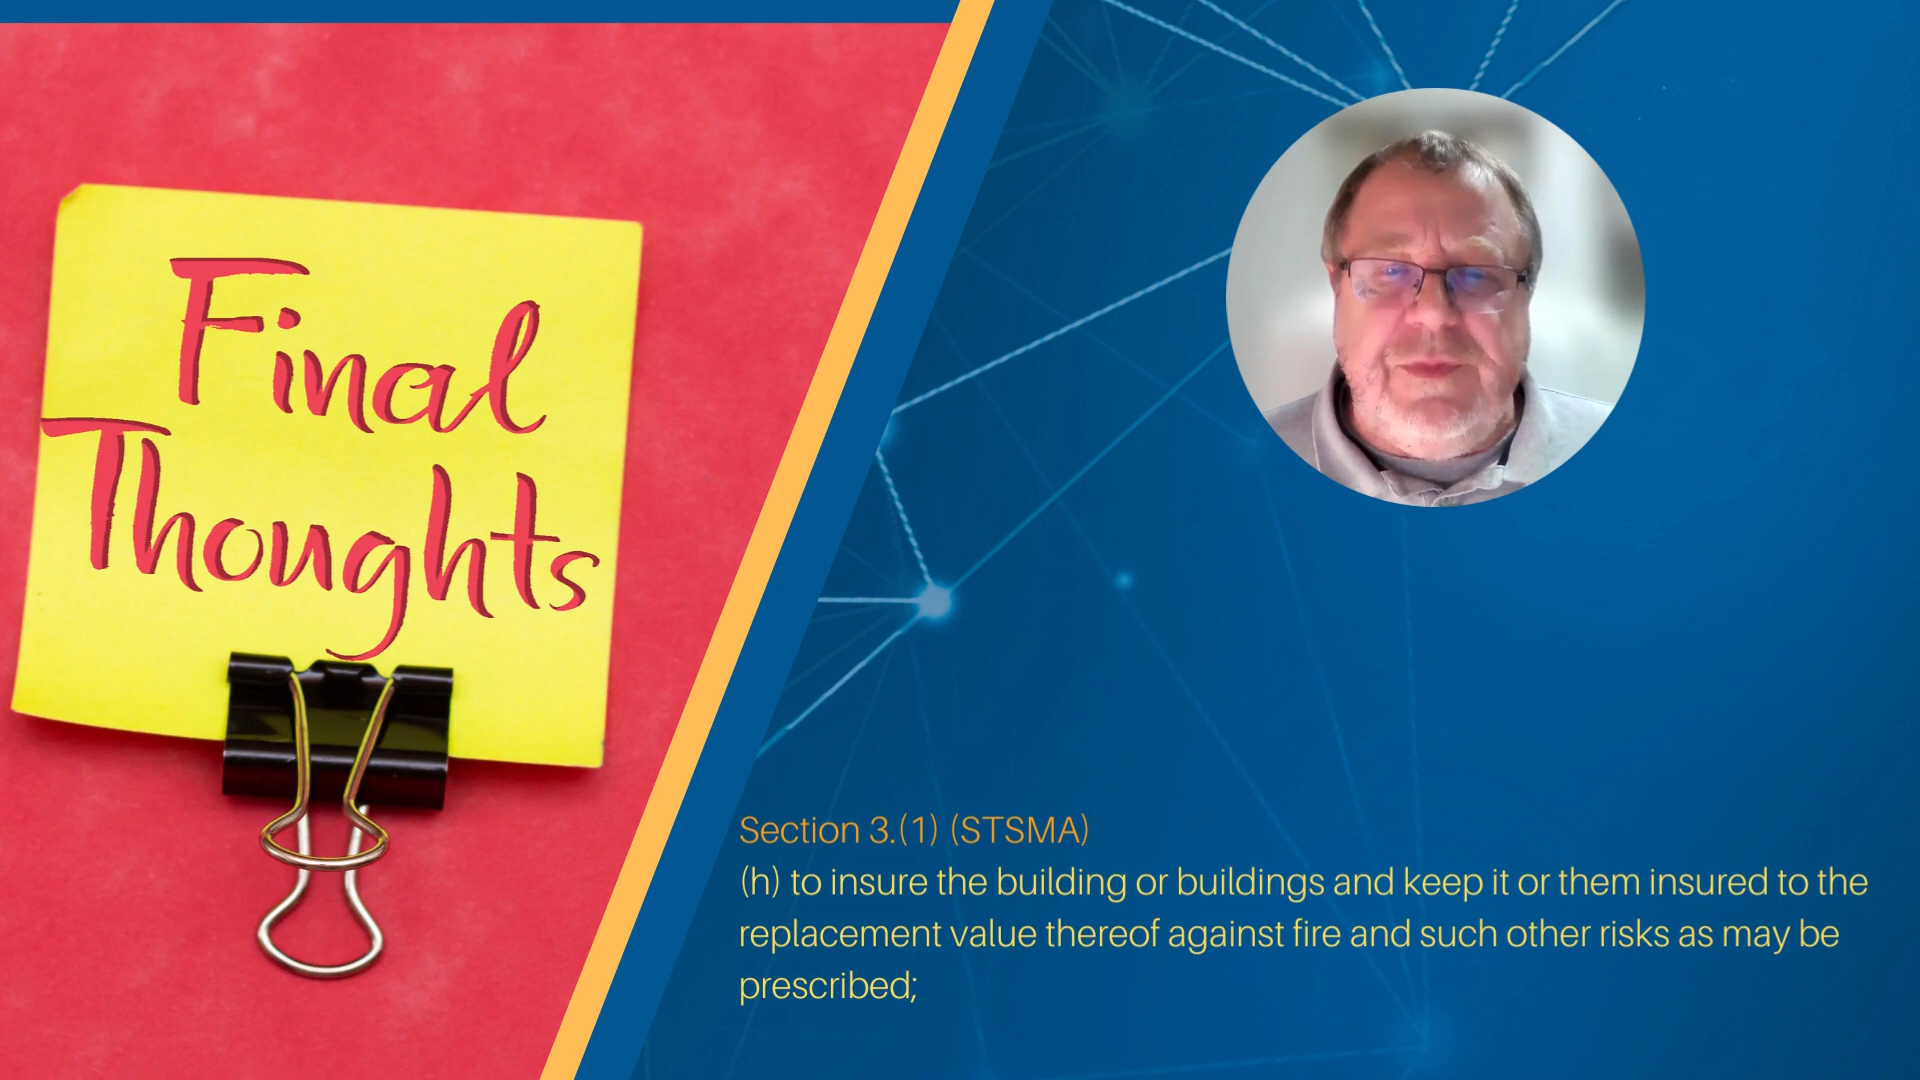 Final
Thoughts
Section 3.(1) (STSMA)
(h) to insure the building or buildings and keep it or them insured to the
replacement value thereof against fire and such other risks as may be
prescribed;